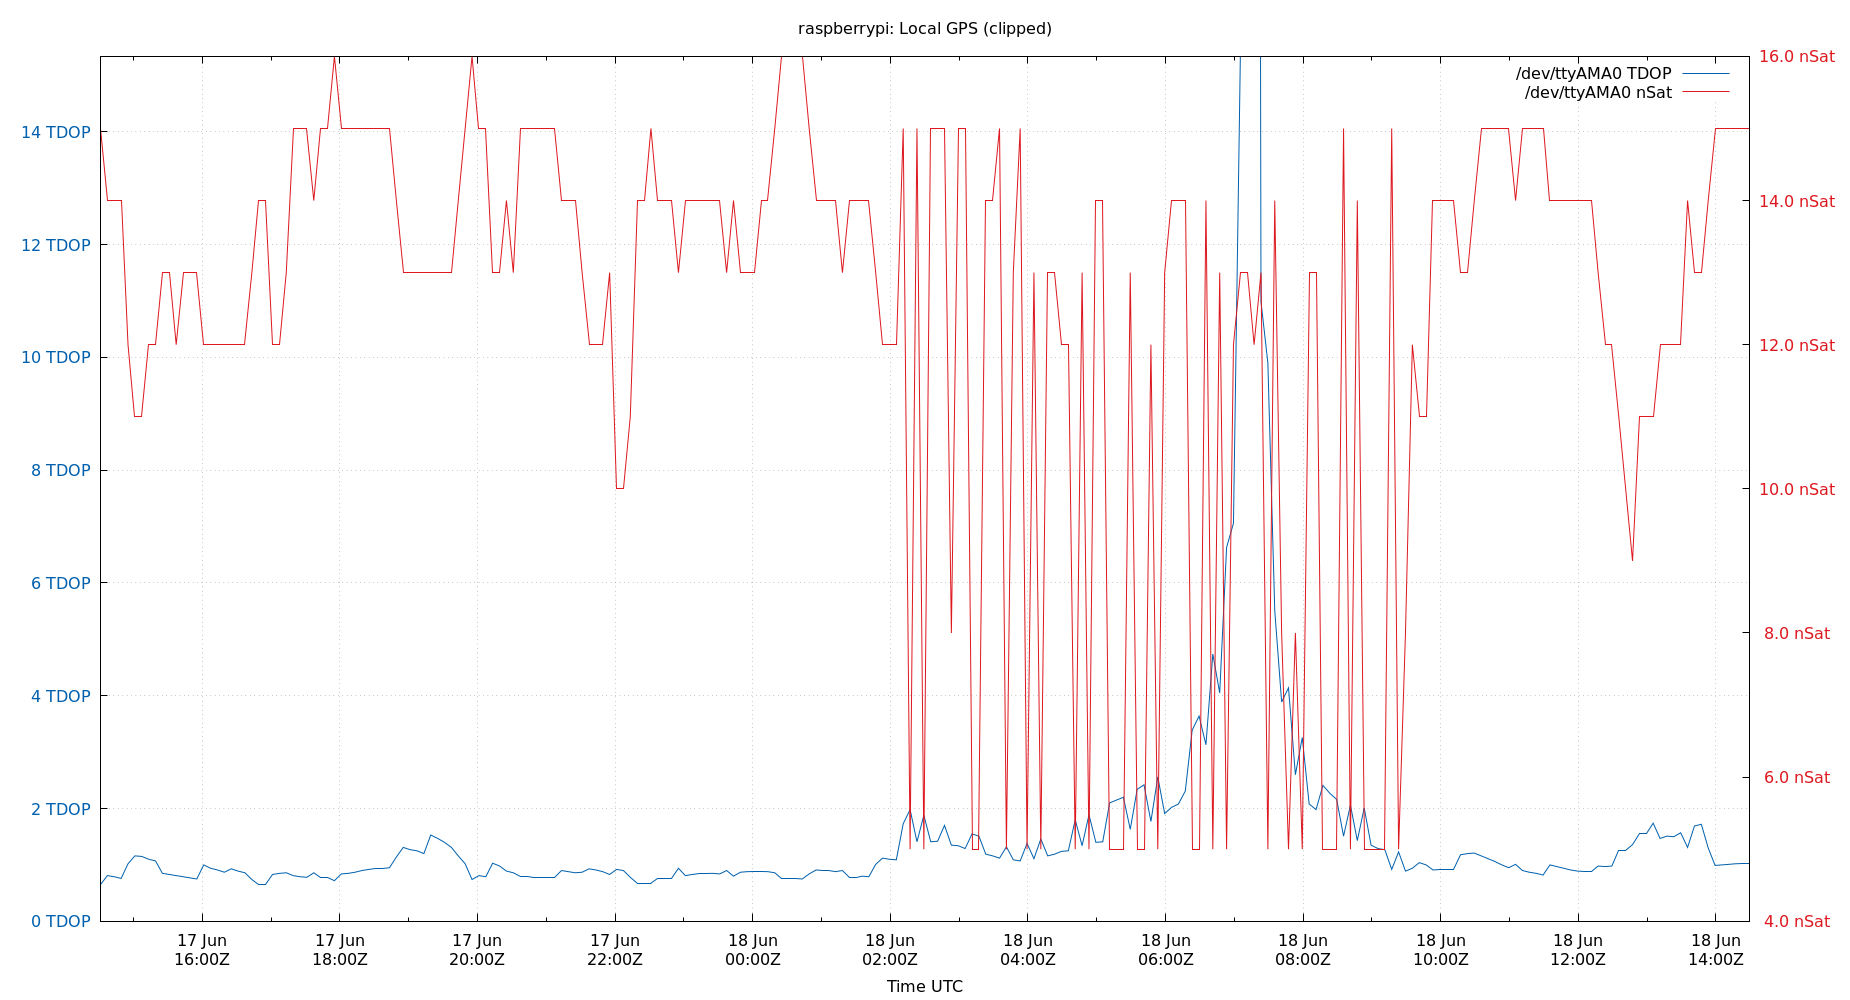 raspberrypi: Local GPS (clipped)
/dev/ttyAMA0 TDOP
/dev/ttyAMA0 nSat
14 TDOP
12 TDOP
10 TDOP
8 TDOP
6 TDOP
4 TDOP
2 TDOP
0 TDOP
16.0 nSat
14.0 nSat
12.0 nSat
10.0 nSat
8.0 nSat
6.0 nSat
4.0 nSat
17 Jun
16:00Z
17 Jun
18:00Z
17 Jun
20:00Z
17 Jun
22:00Z
18 Jun
00:00Z
18 Jun
02:00Z
18 Jun
04:00Z
18 Jun
06:00Z
18 Jun
08:00Z
18 Jun
10:00Z
18 Jun
12:00Z
18 Jun
14:00Z
Time UTC